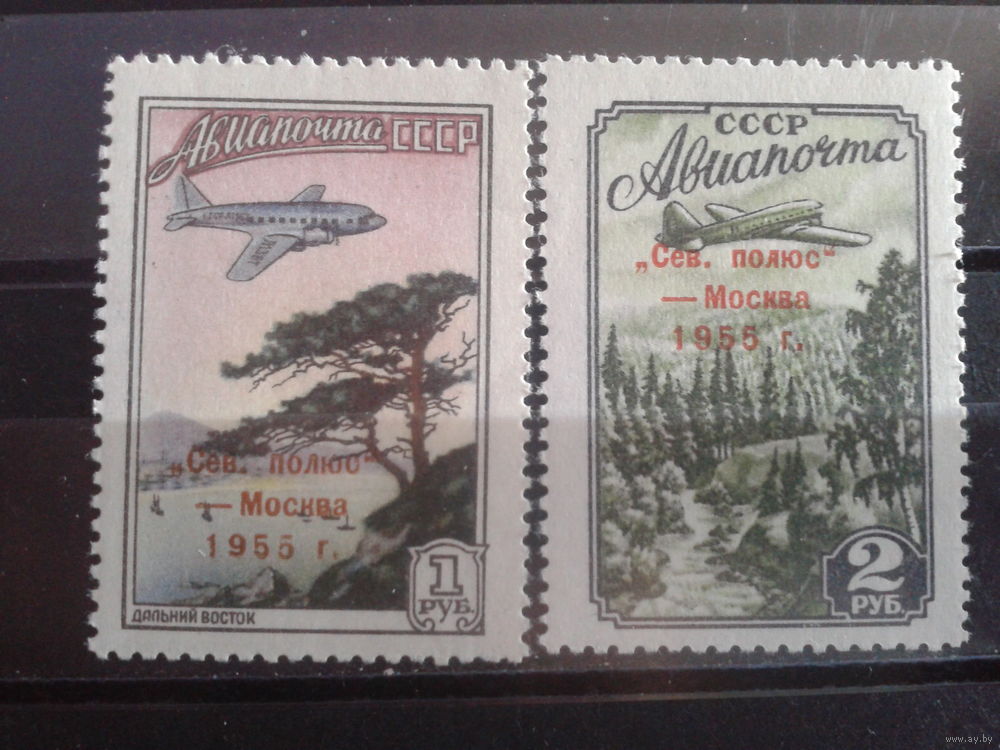 Авиапочта СССР
„Сев. полюс“
— Москва
1955 г.
1
РУБ.
ДАЛЬНИЙ ВОСТОК
СССР
Авиапочта
„Сев. полюс“
— Москва
1955 г.
2
РУБ.
www.ay.by